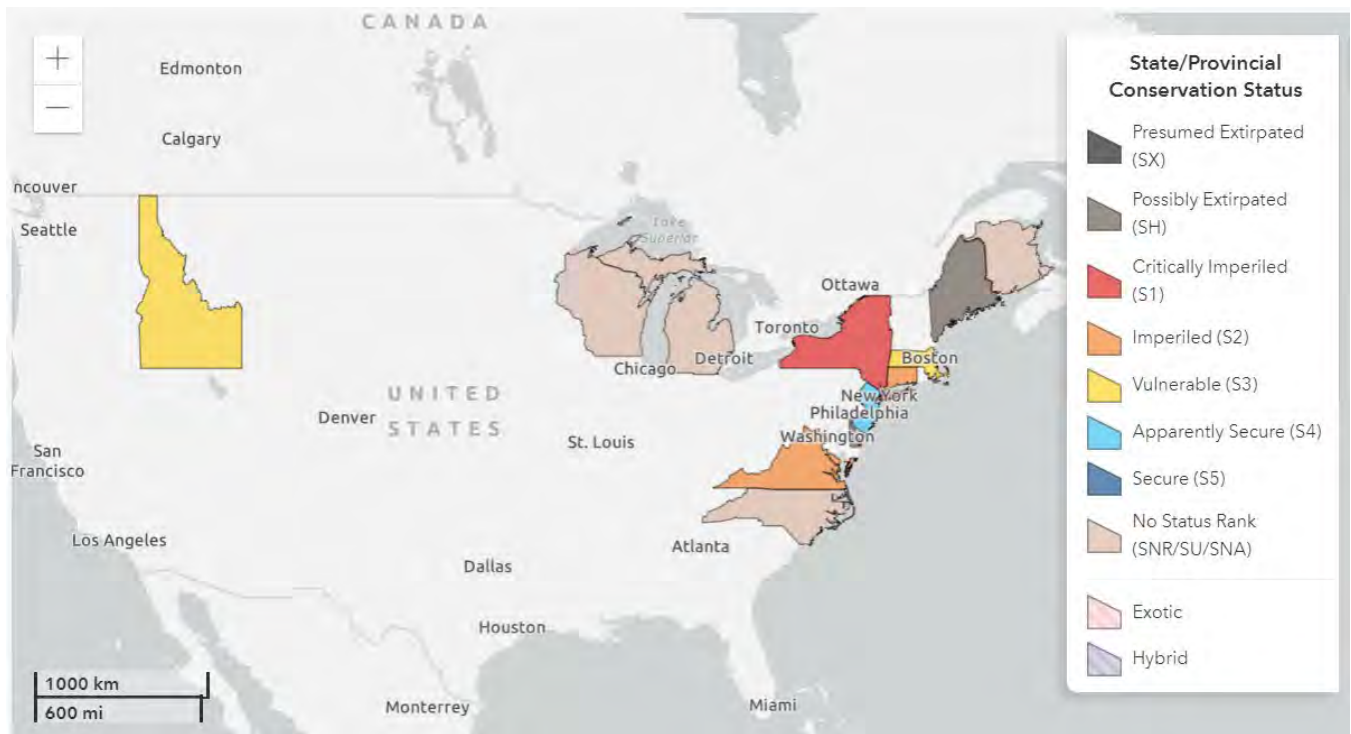 CANADA
+
−
Edmonton
Calgary
ncouver
Seattle
Lake
Superior
Ottawa
Toronto
Boston
Detroit
Chicago
UNITED
STATES
New York
Philadelphia
Denver
Washington
St. Louis
San
Francisco
Los Angeles
Atlanta
Dallas
Houston
1000 km
600 mi
Monterrey
Miami
State/Provincial
Conservation Status
Presumed Extirpated
(SX)
Possibly Extirpated
(SH)
Critically Imperiled
(S1)
Imperiled (S2)
Vulnerable (S3)
Apparently Secure (S4)
Secure (S5)
No Status Rank
(SNR/SU/SNA)
Exotic
Hybrid